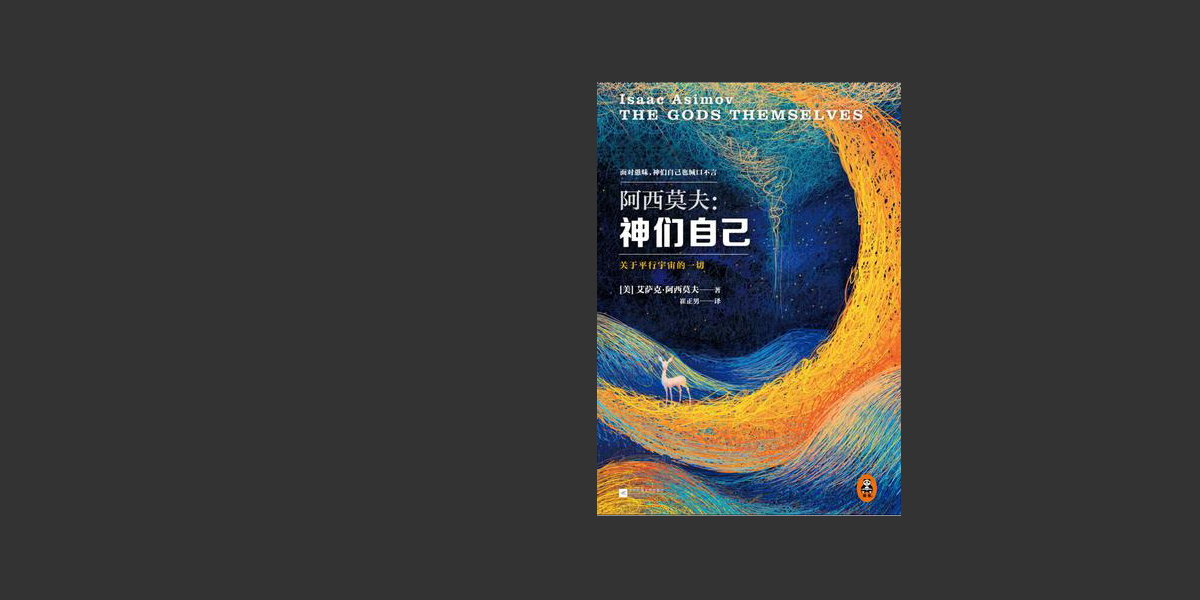 Isaac Asimov
THE GODS THEMSELVES
面对愚昧,神们自己也缄口不言
阿西莫夫:
神们自己
关于平行宇宙的一切
[美] 艾萨克·阿西莫夫——著
崔正男——译